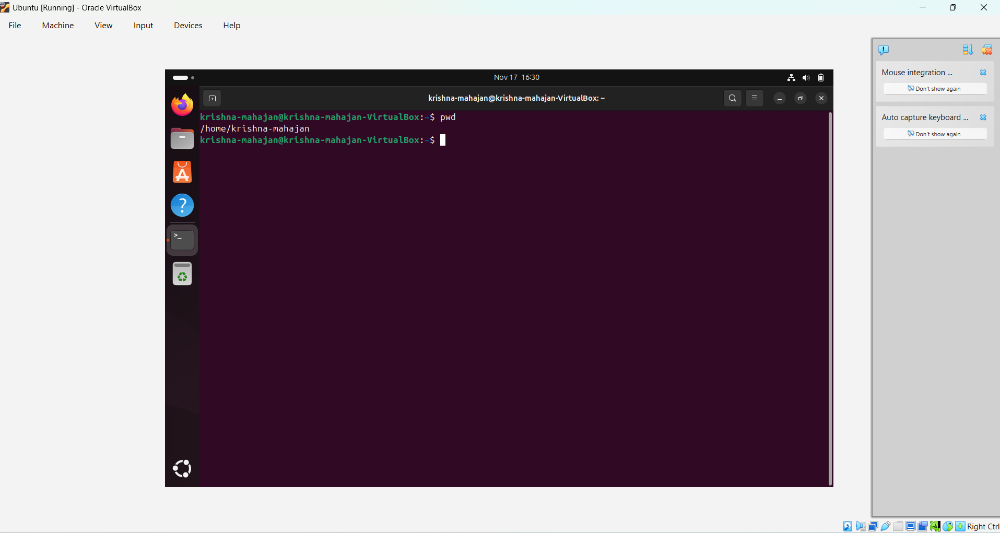 Ubuntu [Running] - Oracle VirtualBox
File Machine View Input Devices Help
Mouse integration ...
Don't show again
Auto capture keyboard ...
Don't show again
Nov 17 16:30
krishna-mahajan@krishna-mahajan-VirtualBox: ~
krishna-mahajan@krishna-mahajan-VirtualBox:~$ pwd
/home/krishna-mahajan
krishna-mahajan@krishna-mahajan-VirtualBox:~$
Right Ctrl